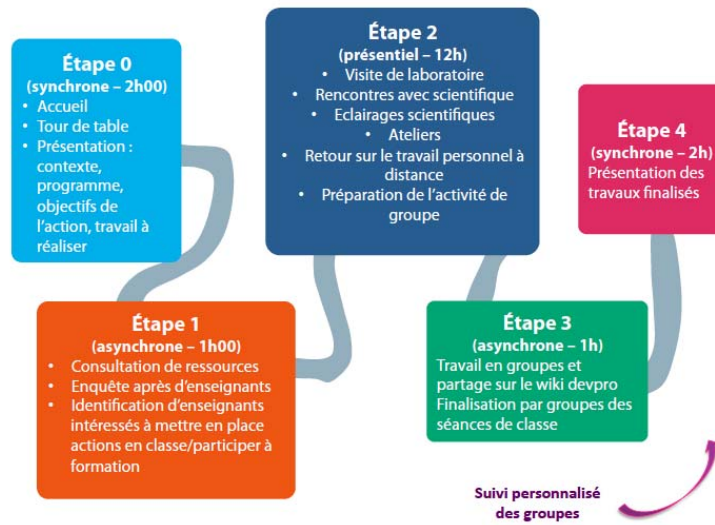 Étape 0
(synchrone – 2h00)
• Accueil
• Tour de table
• Présentation :
contexte,
programme,
objectifs de
l'action, travail à
réaliser
Étape 1
(asynchrone – 1h00)
• Consultation de ressources
• Enquête après d'enseignants
• Identification d'enseignants
intéressés à mettre en place
actions en classe/participer à
formation
Étape 2
(présentiel – 12h)
• Visite de laboratoire
• Rencontres avec scientifique
• Eclairages scientifiques
• Ateliers
• Retour sur le travail personnel à
distance
• Préparation de l'activité de
groupe
Étape 3
(asynchrone – 1h)
Travail en groupes et
partage sur le wiki devpro
Finalisation par groupes des
séances de classe
Étape 4
(synchrone – 2h)
Présentation des
travaux finalisés
Suivi personnalisé
des groupes